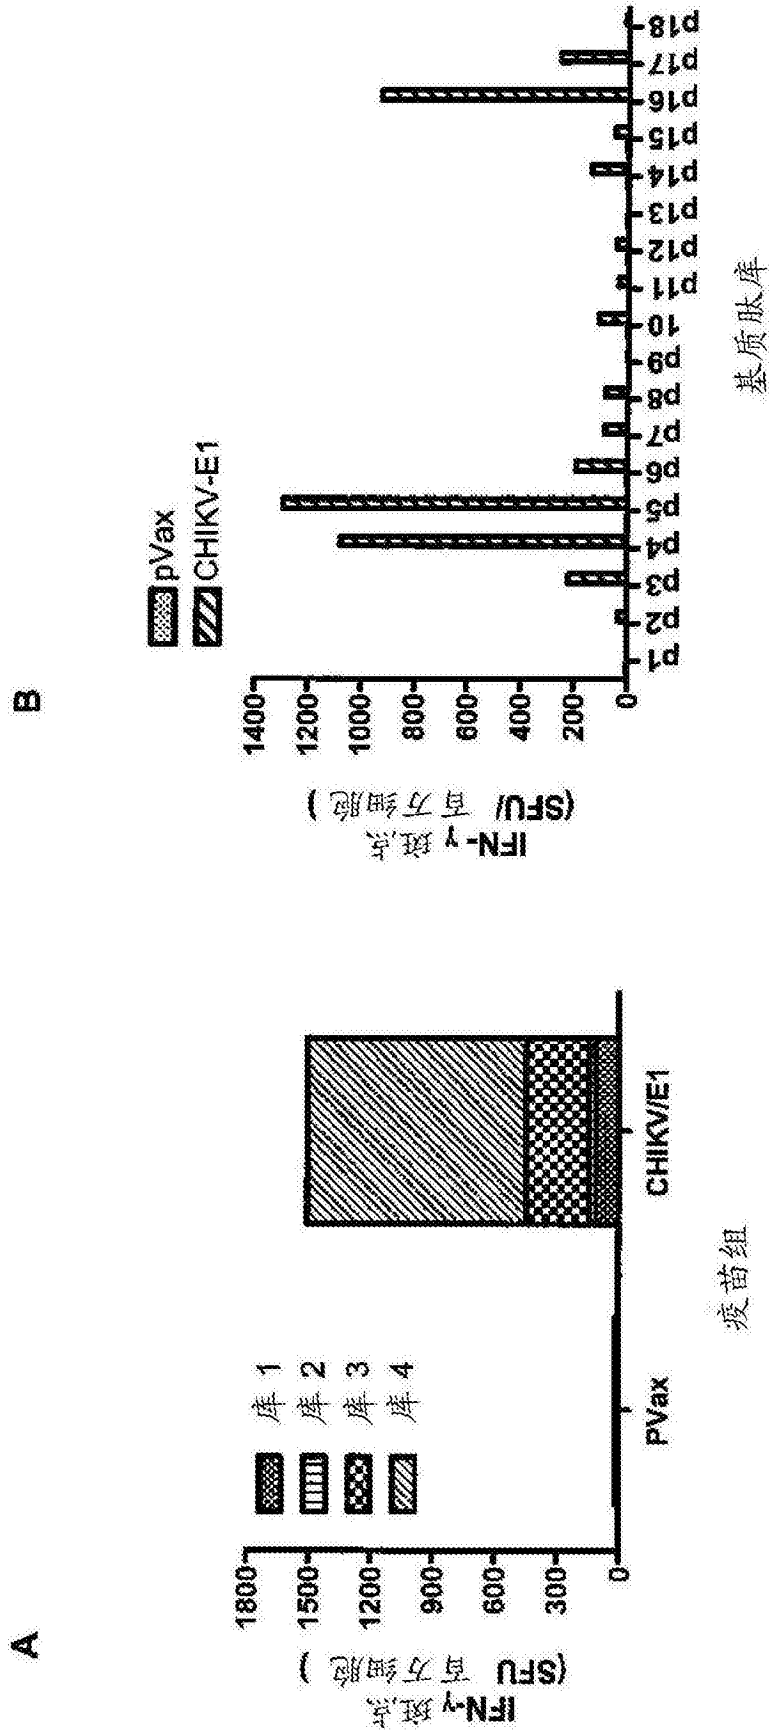 A
IFN-γ 斑点
(SFU 百万细胞)
1800
1500
1200
900
600
300
0
库 1
库 2
库 3
库 4
PVax
CHIKV/E1
疫苗组
B
IFN-γ 斑点
(SFU/ 百万细胞)
1400
1200
1000
800
600
400
200
0
pVax
CHIKV-E1
p1
p2
p3
p4
p5
p6
p7
p8
p9
10
p11
p12
p13
p14
p15
p16
p17
p18
基质肽库